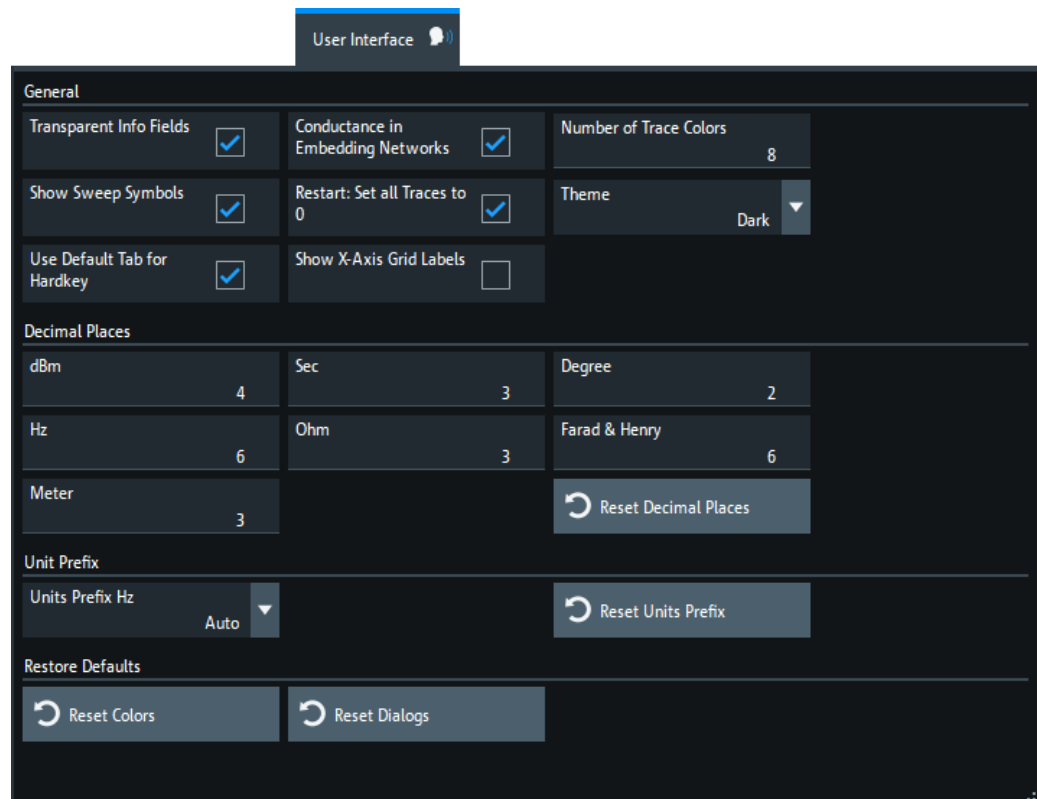 User Interface
General
Transparent Info Fields
Conductance in
Embedding Networks
Number of Trace Colors
8
Show Sweep Symbols
Restart: Set all Traces to
0
Theme
Dark
Use Default Tab for
Hardkey
Show X-Axis Grid Labels
Decimal Places
dBm
4
Sec
3
Degree
2
Hz
6
Ohm
3
Farad & Henry
6
Meter
3
Reset Decimal Places
Unit Prefix
Units Prefix Hz
Auto
Reset Units Prefix
Restore Defaults
Reset Colors
Reset Dialogs